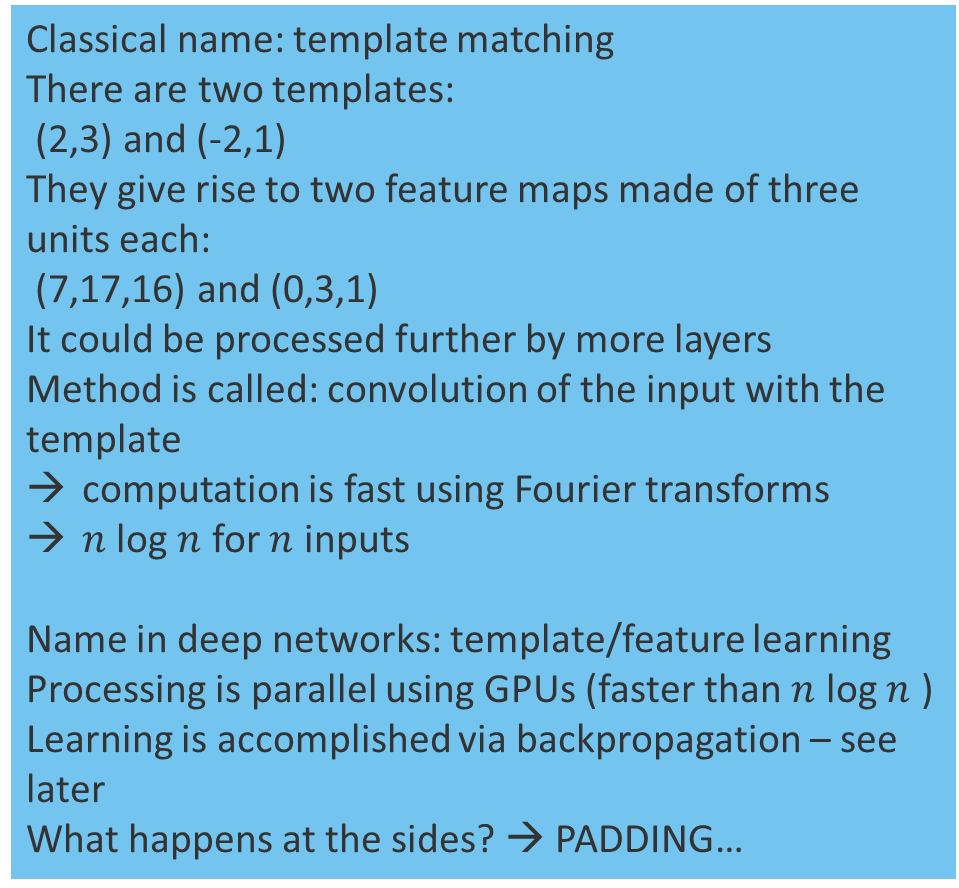 Classical name: template matching
There are two templates:
(2,3) and (-2,1)
They give rise to two feature maps made of three
units each:
(7,17,16) and (0,3,1)
It could be processed further by more layers
Method is called: convolution of the input with the
template
→ computation is fast using Fourier transforms
→ n log n for n inputs
Name in deep networks: template/feature learning
Processing is parallel using GPUs (faster than n log n )
Learning is accomplished via backpropagation – see
later
What happens at the sides? → PADDING...